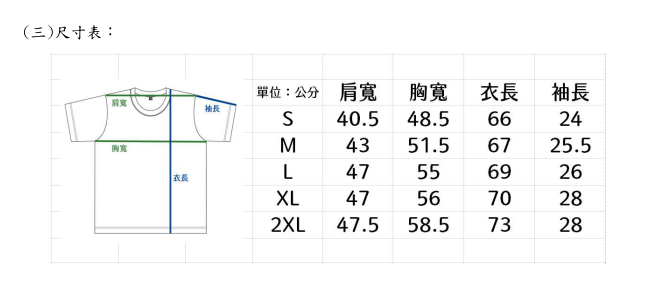 (三)尺寸表：
單位：公分 肩寬 胸寬 衣長 袖長
S 40.5 48.5 66 24
M 43 51.5 67 25.5
L 47 55 69 26
XL 47 56 70 28
2XL 47.5 58.5 73 28
肩寬
袖長
胸寬
衣長